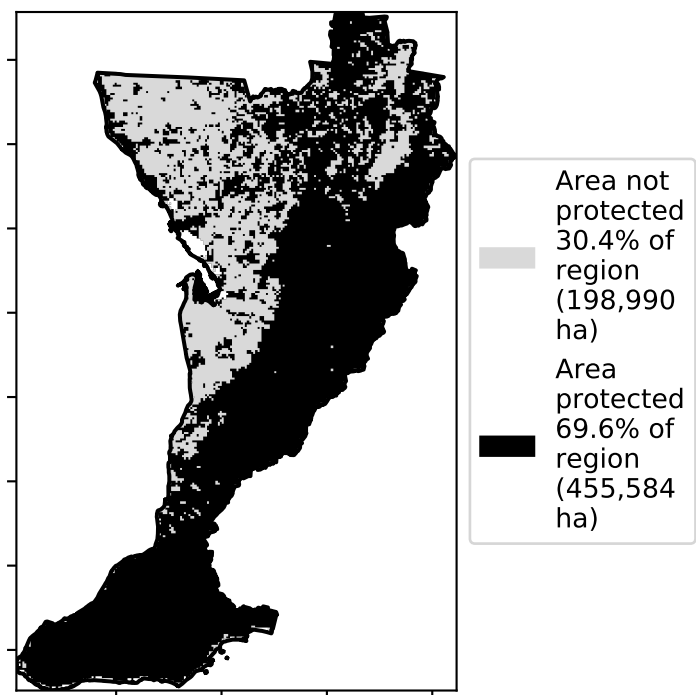 Area not
protected
30.4% of
region
(198,990
ha)
Area
protected
69.6% of
region
(455,584
ha)